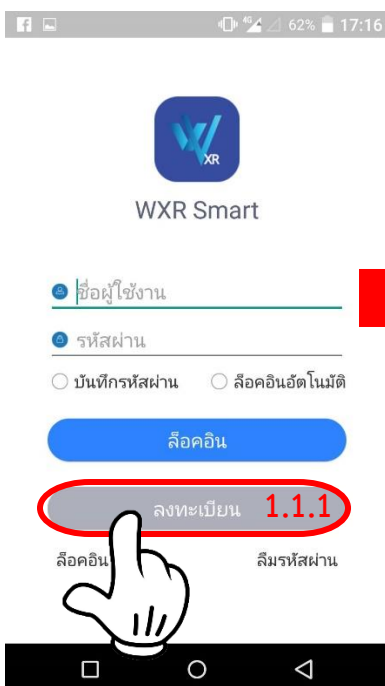 4G 62% 17:16
XR
WXR Smart
ชื่อผู้ใช้งาน
รหัสผ่าน
บันทึกรหัสผ่าน ล็อคอินอัตโนมัติ
ล็อคอิน
ลงทะเบียน 1.1.1
ล็อคอิน ลืมรหัสผ่าน